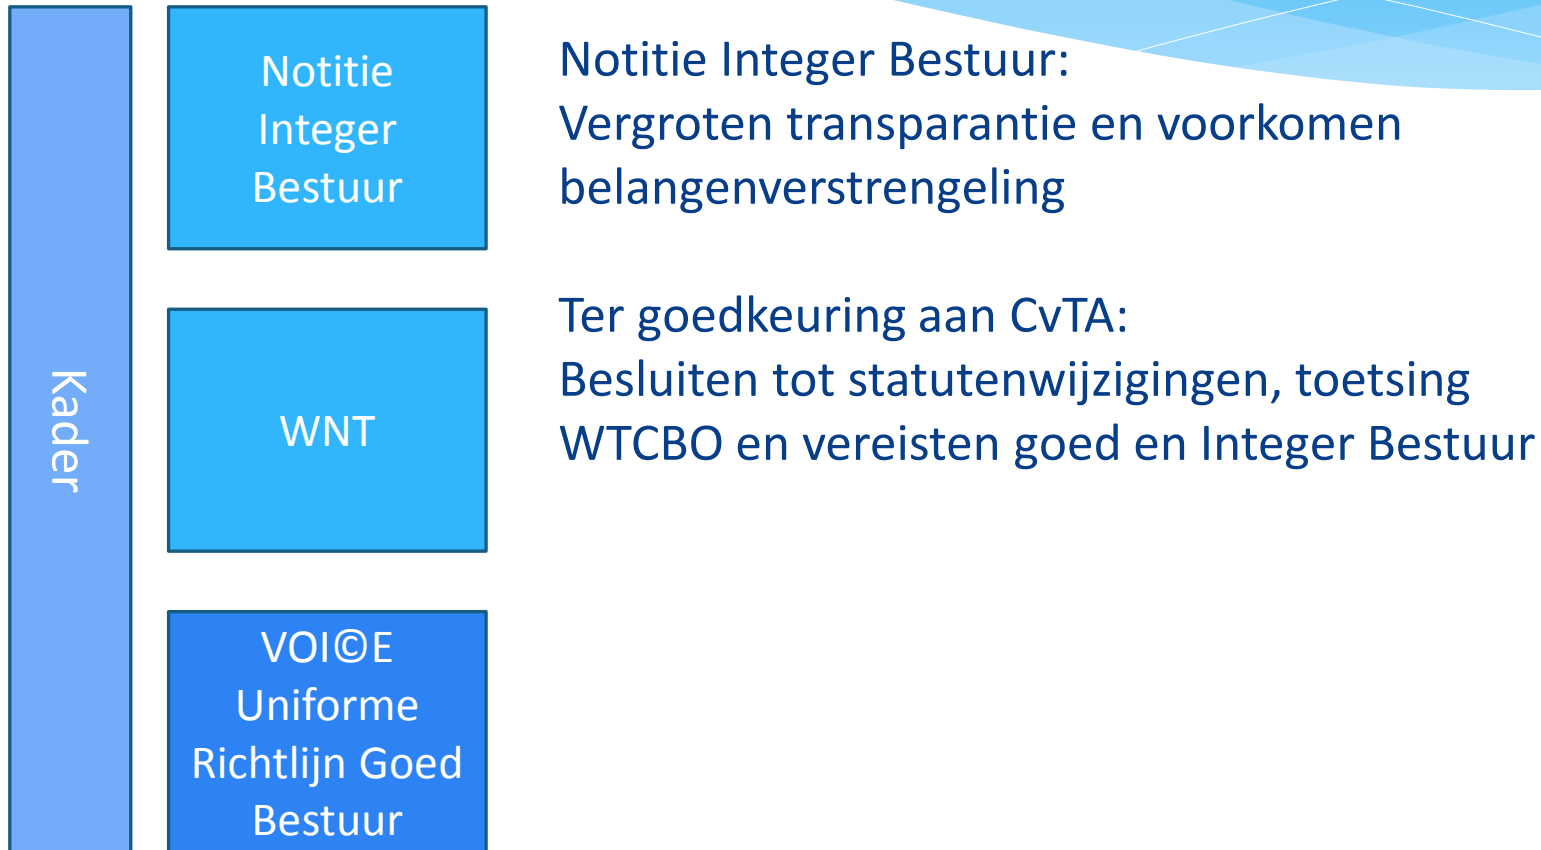 Kader
Notitie
Integer
Bestuur
WNT
VOI©E
Uniforme
Richtlijn Goed
Bestuur
Notitie Integer Bestuur:
Vergroten transparantie en voorkomen
belangenverstrengeling
Ter goedkeuring aan CvTA:
Besluiten tot statutenwijzigingen, toetsing
WTCBO en vereisten goed en Integer Bestuur